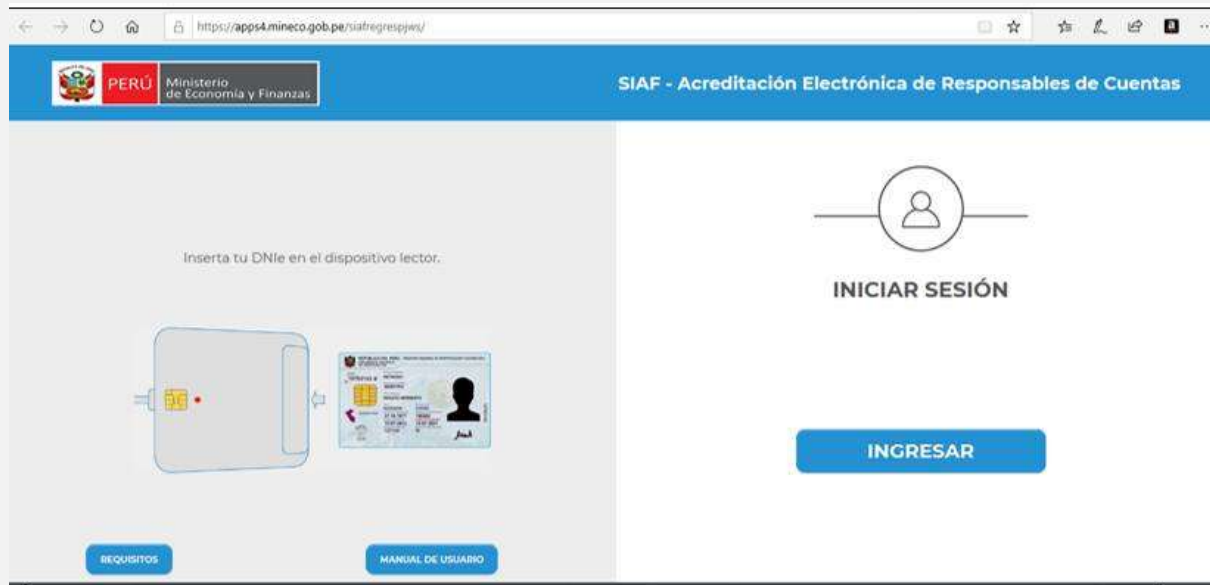 https://apps4.mineco.gob.pe/siafregrespjws/
PERÚ
Ministerio
de Economía y Finanzas
SIAF - Acreditación Electrónica de Responsables de Cuentas
Inserta tu DNIe en el dispositivo lector.
INICIAR SESIÓN
INGRESAR
REQUISITOS
MANUAL DE USUARIO